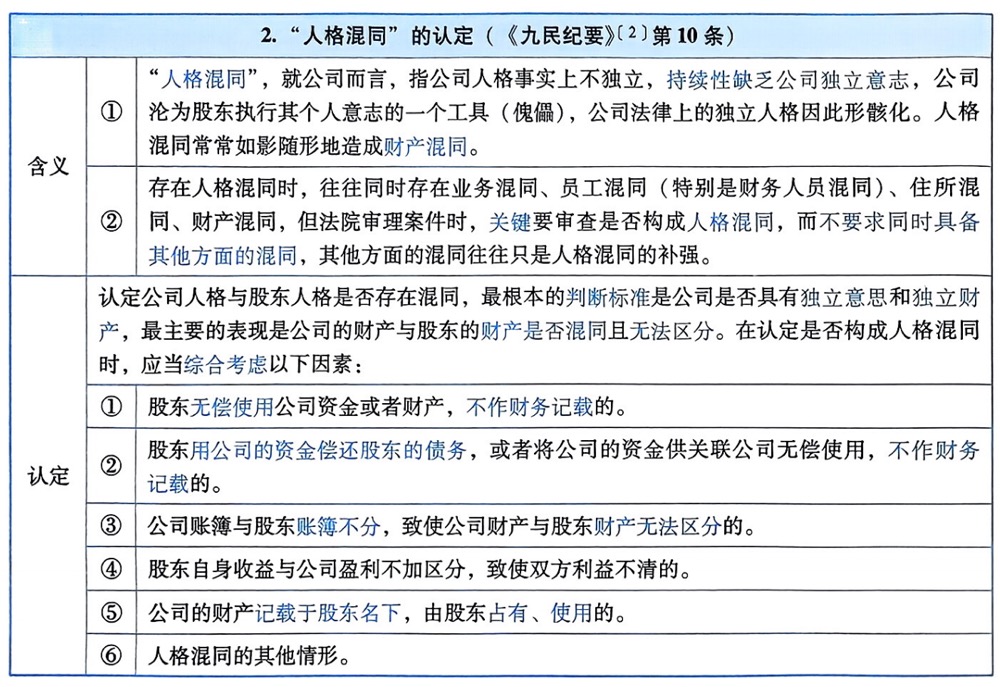 2. “人格混同”的认定（《九民纪要》〔2〕第 10 条）
含义
①
“人格混同”，就公司而言，指公司人格事实上不独立，持续性缺乏公司独立意志，公司
沦为股东执行其个人意志的一个工具（傀儡），公司法律上的独立人格因此形骸化。人格
混同常常如影随形地造成财产混同。
②
存在人格混同时，往往同时存在业务混同、员工混同（特别是财务人员混同）、住所混
同、财产混同，但法院审理案件时，关键要审查是否构成人格混同，而不要求同时具备
其他方面的混同，其他方面的混同往往只是人格混同的补强。
认定
认定公司人格与股东人格是否存在混同，最根本的判断标准是公司是否具有独立意思和独立财
产，最主要的表现是公司的财产与股东的财产是否混同且无法区分。在认定是否构成人格混同
时，应当综合考虑以下因素：
①
股东无偿使用公司资金或者财产，不作财务记载的。
②
股东用公司的资金偿还股东的债务，或者将公司的资金供关联公司无偿使用，不作财务
记载的。
③
公司账簿与股东账簿不分，致使公司财产与股东财产无法区分的。
④
股东自身收益与公司盈利不加区分，致使双方利益不清的。
⑤
公司的财产记载于股东名下，由股东占有、使用的。
⑥
人格混同的其他情形。